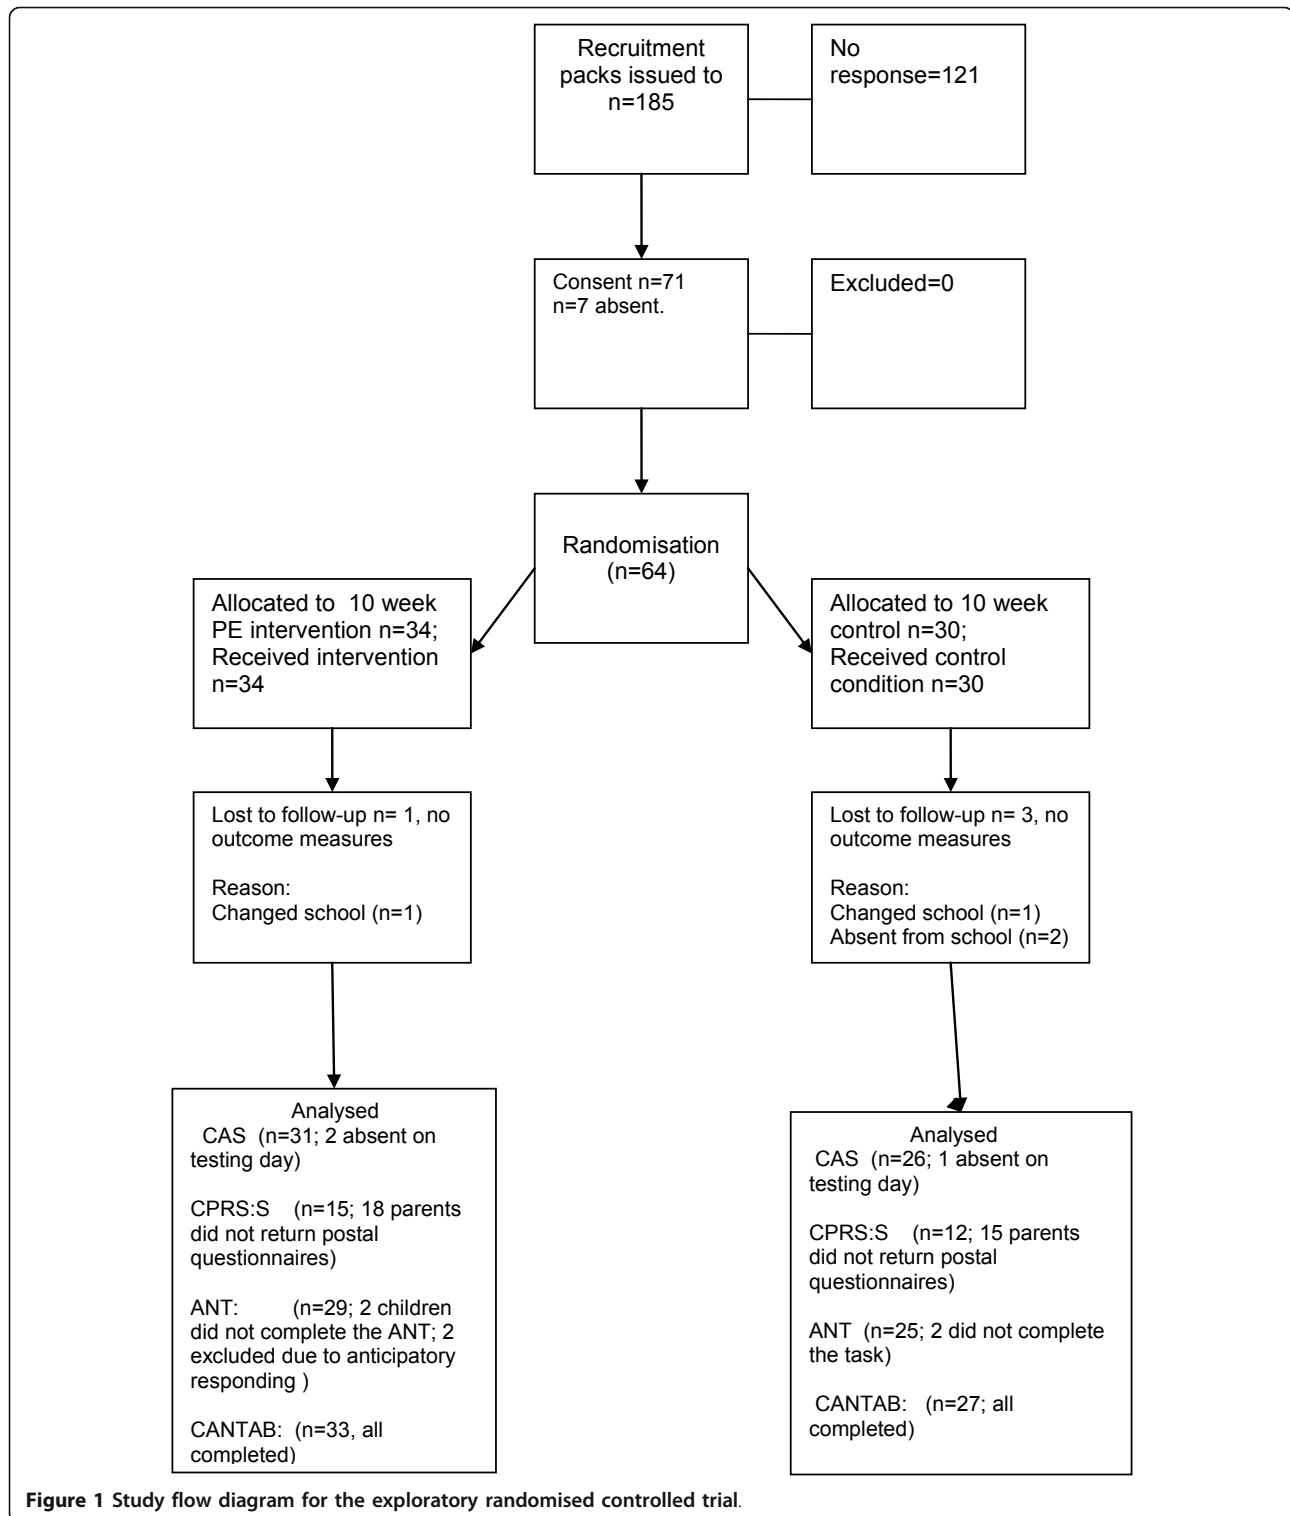 Recruitment
packs issued to
n=185
No
response=121
Consent n=71
n=7 absent.
Excluded=0
Randomisation
(n=64)
Allocated to 10 week
PE intervention n=34;
Received intervention
n=34
Allocated to 10 week
control n=30;
Received control
condition n=30
Lost to follow-up n= 1, no
outcome measures
Reason:
Changed school (n=1)
Lost to follow-up n= 3, no
outcome measures
Reason:
Changed school (n=1)
Absent from school (n=2)
Analysed
CAS (n=31; 2 absent on
testing day)
CPRS:S (n=15; 18 parents
did not return postal
questionnaires)
ANT: (n=29; 2 children
did not complete the ANT; 2
excluded due to anticipatory
responding )
CANTAB: (n=33, all
completed)
Analysed
CAS (n=26; 1 absent on
testing day)
CPRS:S (n=12; 15 parents
did not return postal
questionnaires)
ANT (n=25; 2 did not complete
the task)
CANTAB: (n=27; all
completed)
Figure 1 Study flow diagram for the exploratory randomised controlled trial.